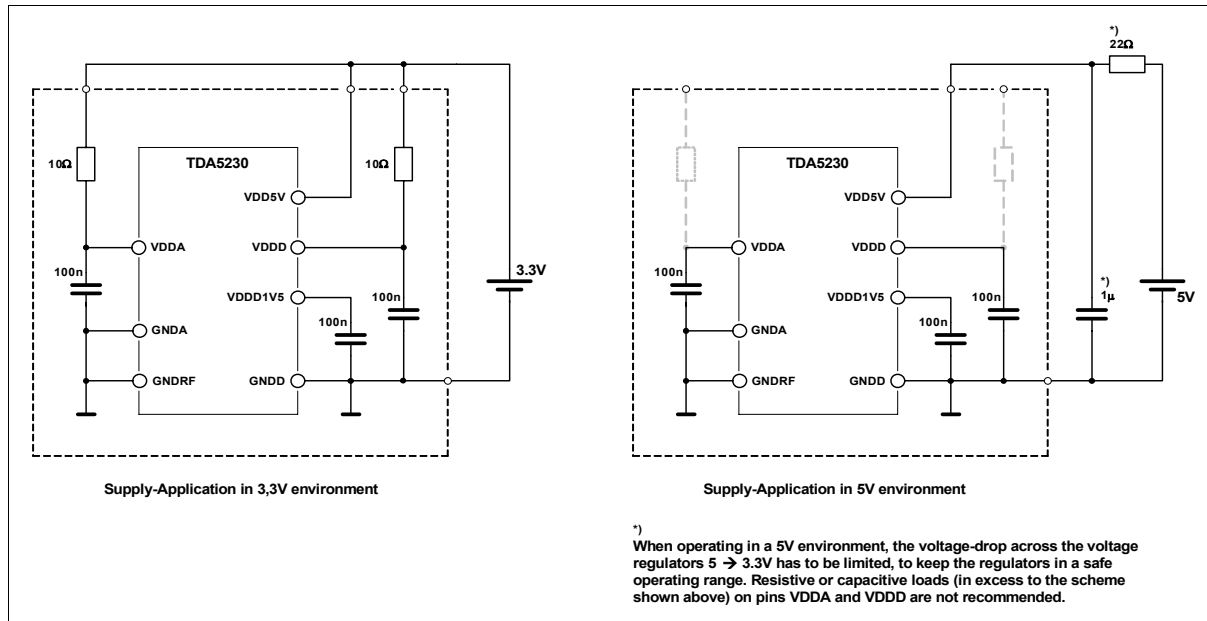 10Ω
TDA5230
10Ω
VDD5V
VDDA
VDDD
100n
VDDD1V5
100n
100n
GNDA
GNDRF
GNDD
3.3V
Supply-Application in 3,3V environment
*)
22Ω
TDA5230
VDD5V
VDDA
VDDD
100n
VDDD1V5
100n
100n
GNDA
GNDRF
GNDD
*)
1µ
5V
Supply-Application in 5V environment
*)
When operating in a 5V environment, the voltage-drop across the voltage
regulators 5 → 3.3V has to be limited, to keep the regulators in a safe
operating range. Resistive or capacitive loads (in excess to the scheme
shown above) on pins VDDA and VDDD are not recommended.